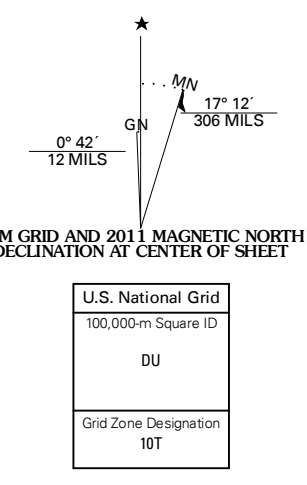 ★
MN
GN
17° 12´
306 MILS
0° 42´
12 MILS
M GRID AND 2011 MAGNETIC NORTH
DECLINATION AT CENTER OF SHEET
U.S. National Grid
100,000-m Square ID
DU
Grid Zone Designation
10T